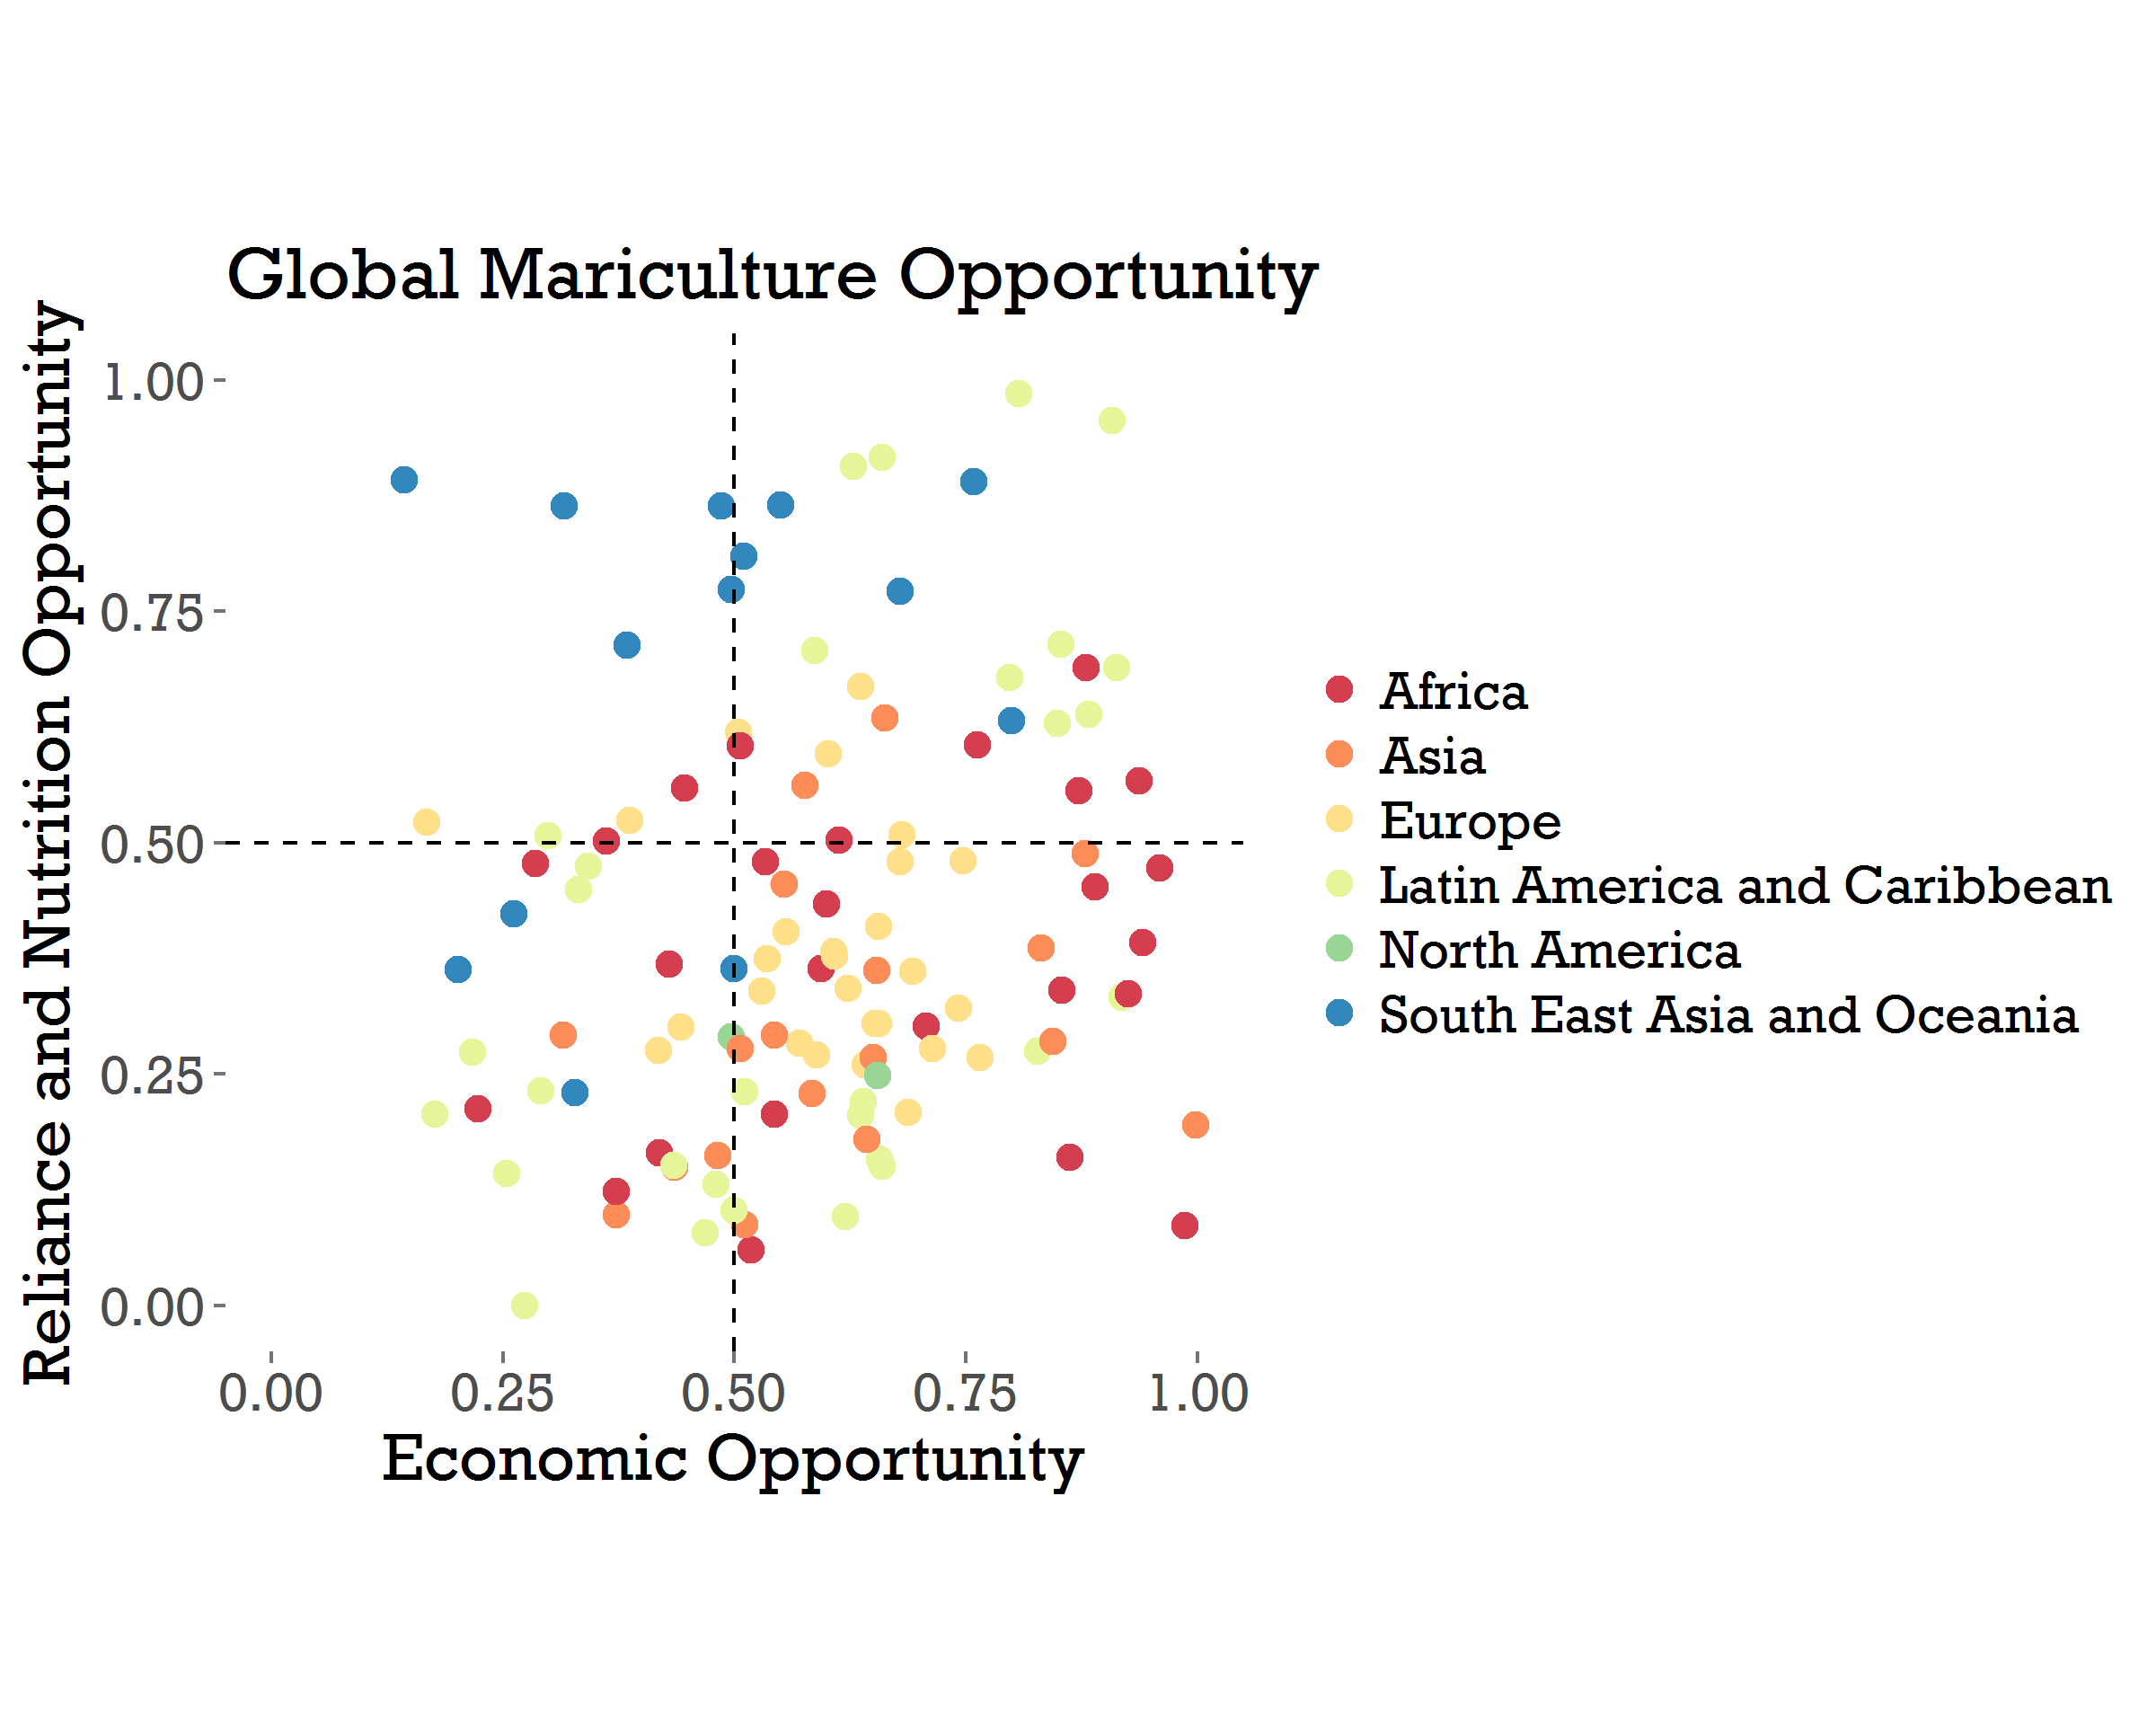 Global Mariculture Opportunity
Reliance and Nutrition Opportunity
1.00
0.75
0.50
0.25
0.00
0.00 0.25 0.50 0.75 1.00
Economic Opportunity
Africa
Asia
Europe
Latin America and Caribbean
North America
South East Asia and Oceania